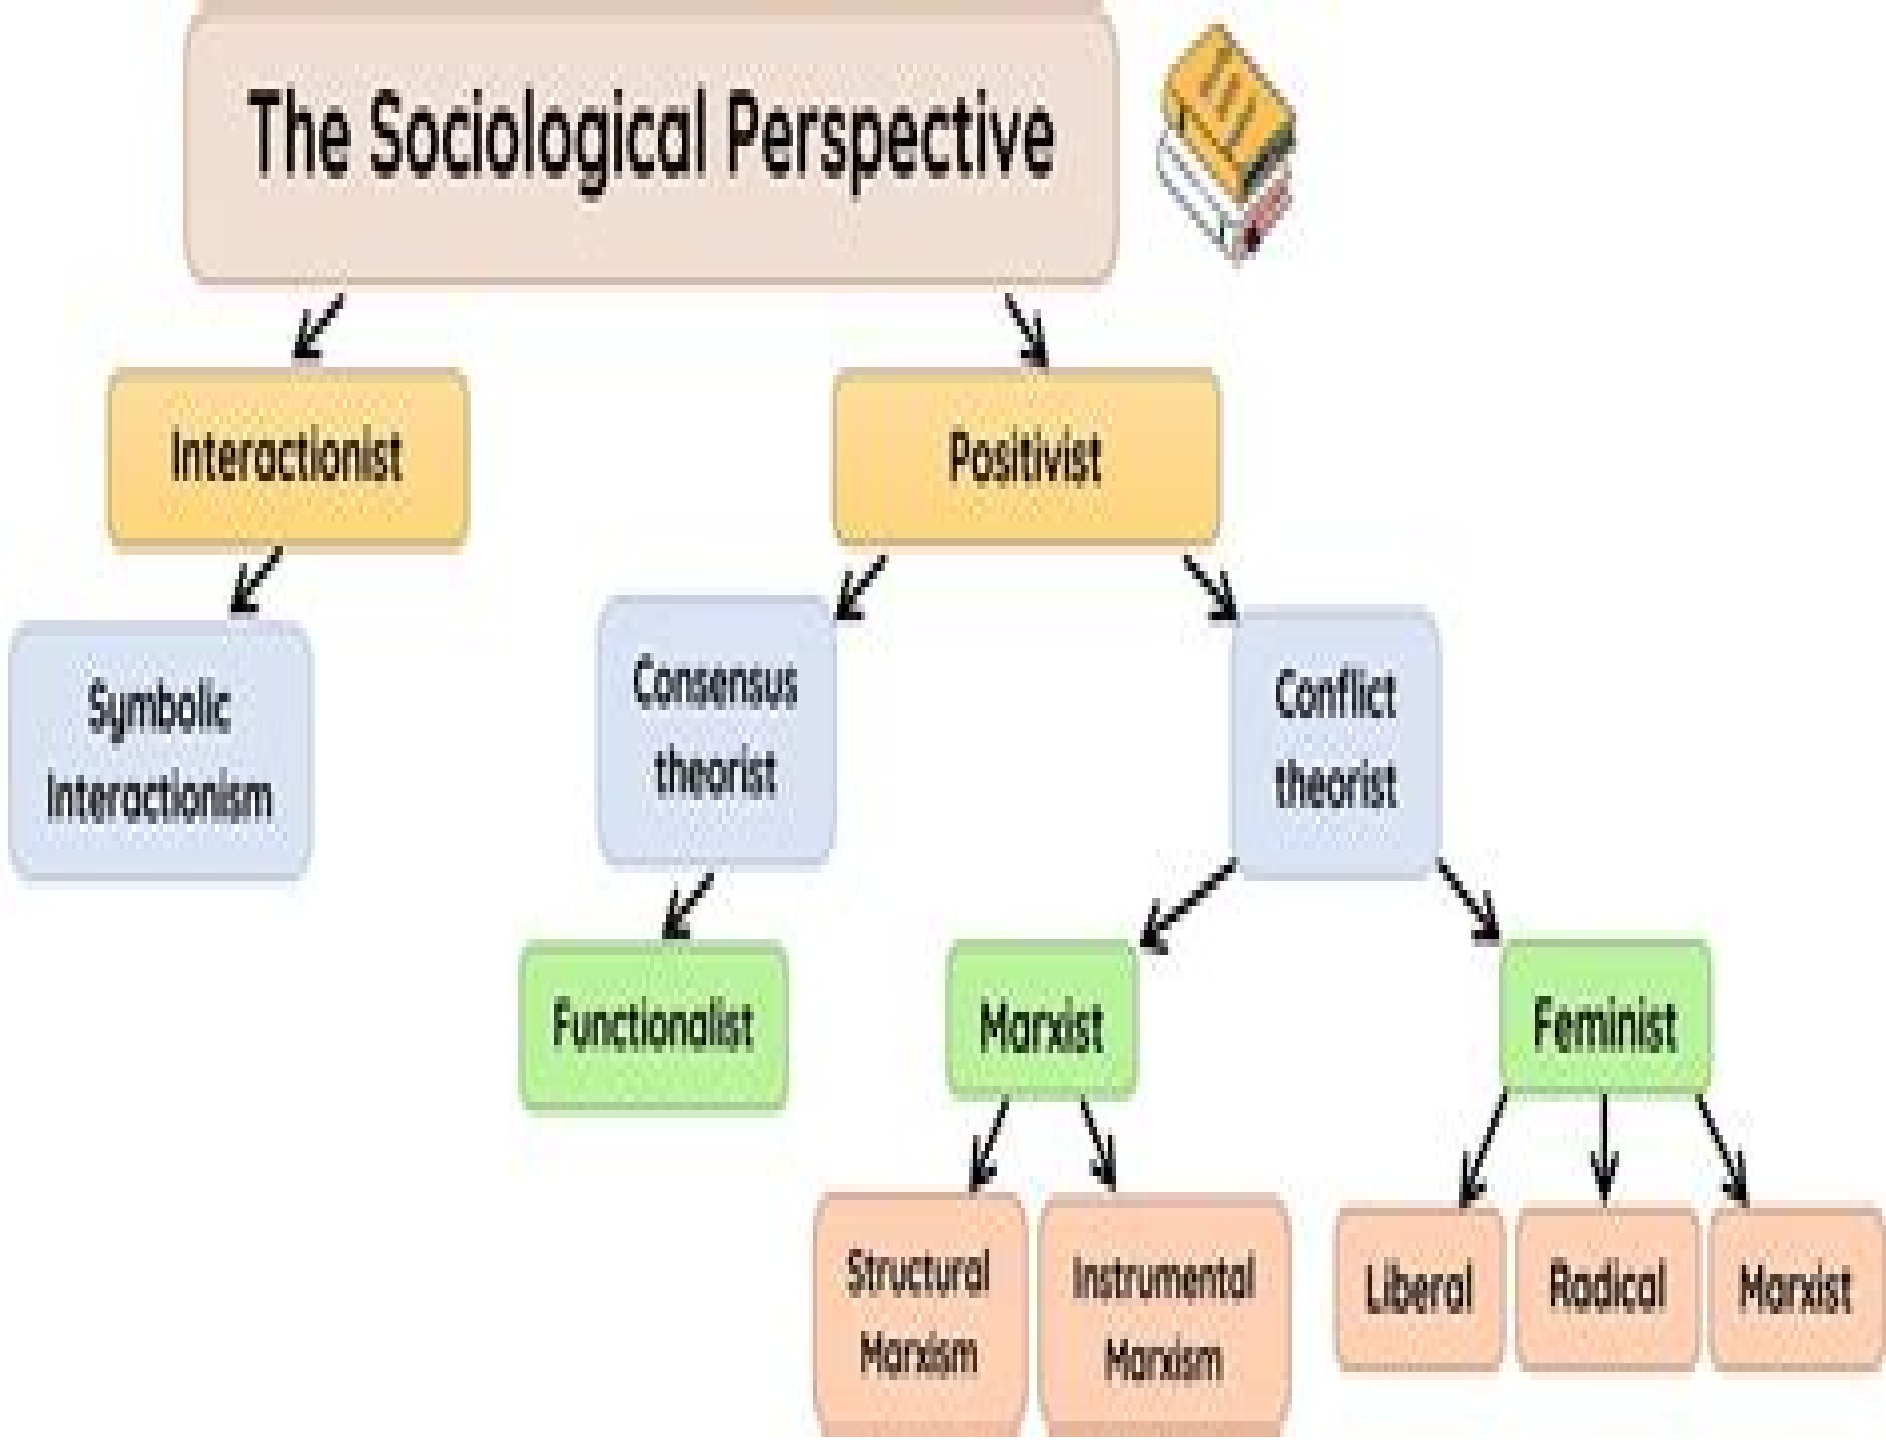 The Sociological Perspective
Interactionist
Positivist
Symbolic
Interactionism
Consensus
theorist
Conflict
theorist
Functionalist
Marxist
Feminist
Structural
Marxism
Instrumental
Marxism
Liberal
Radical
Marxist